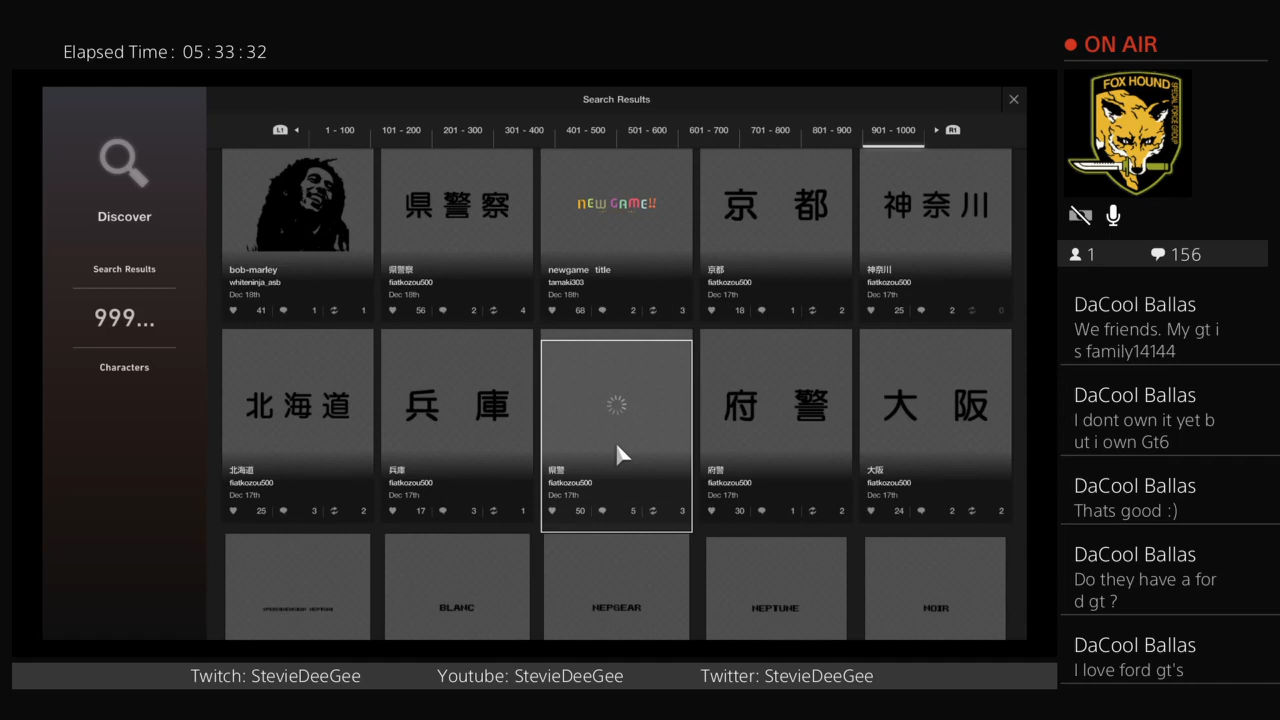 Elapsed Time: 05:33:32
ON AIR
FOX HOUND
SPECIAL FORCE GROUP
Search Results
L1
1 - 100
101 - 200
201 - 300
301 - 400
401 - 500
501 - 600
601 - 700
701 - 800
801 - 900
901 - 1000
R1
Discover
Search Results
999...
Characters
県警察
NEW GAME!!
京都
神奈川
bob-marley
whiteninja_asb
Dec 18th
41 1 1
県警察
fiatkozou500
Dec 18th
56 2 4
newgame title
tamaki303
Dec 18th
68 2 3
京都
fiatkozou500
Dec 17th
18 1 2
神奈川
fiatkozou500
Dec 17th
25 2 0
北海道
兵庫
府警
大阪
北海道
fiatkozou500
Dec 17th
25 3 2
兵庫
fiatkozou500
Dec 17th
17 3 1
県警
fiatkozou500
Dec 17th
50 5 3
府警
fiatkozou500
Dec 17th
30 1 2
大阪
fiatkozou500
Dec 17th
24 2 2
BLANC
NEPGEAR
NEPTUNE
NOIR
1 156
DaCool Ballas
We friends. My gt i
s family14144
DaCool Ballas
I dont own it yet b
ut i own Gt6
DaCool Ballas
Thats good :)
DaCool Ballas
Do they have a for
d gt ?
DaCool Ballas
I love ford gt's
Twitch: StevieDeeGee
Youtube: StevieDeeGee
Twitter: StevieDeeGee